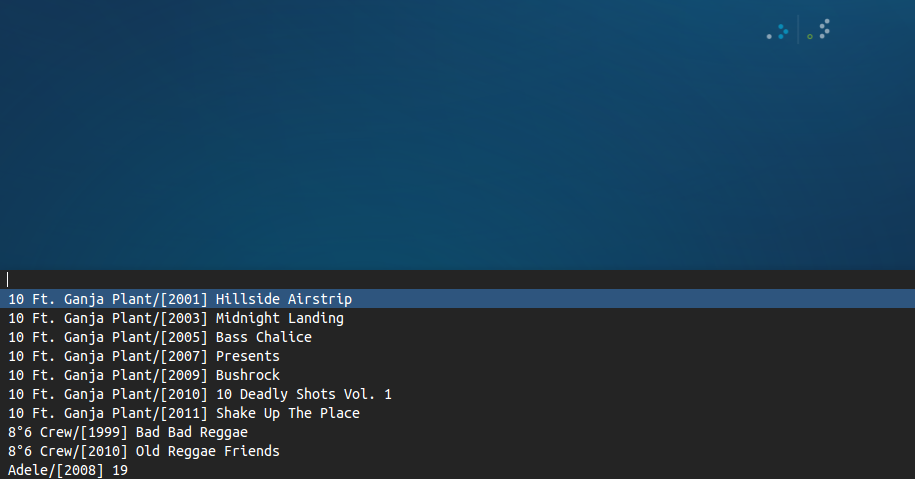 10 Ft. Ganja Plant/[2001] Hillside Airstrip
10 Ft. Ganja Plant/[2003] Midnight Landing
10 Ft. Ganja Plant/[2005] Bass Chalice
10 Ft. Ganja Plant/[2007] Presents
10 Ft. Ganja Plant/[2009] Bushrock
10 Ft. Ganja Plant/[2010] 10 Deadly Shots Vol. 1
10 Ft. Ganja Plant/[2011] Shake Up The Place
8°6 Crew/[1999] Bad Bad Reggae
8°6 Crew/[2010] Old Reggae Friends
Adele/[2008] 19